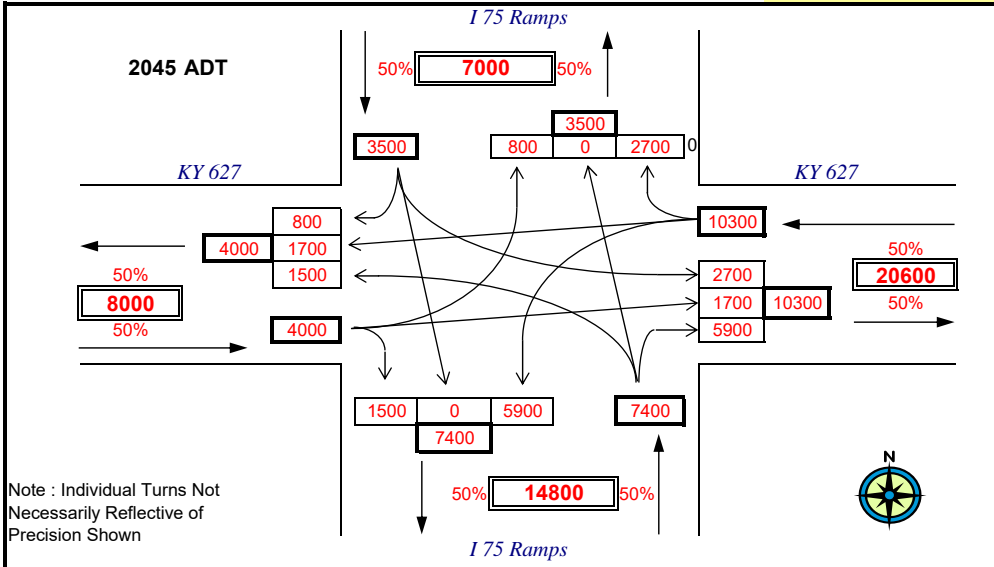 I 75 Ramps
2045 ADT
50% 7000 50%
3500
3500
800 0 2700 0
KY 627
KY 627
800
10300
4000 1700
50%
1500
2700
20600
50%
1700 10300
8000
50%
50%
4000
5900
1500 0 5900
7400
7400
N
50% 14800 50%
Note : Individual Turns Not
Necessarily Reflective of
Precision Shown
I 75 Ramps